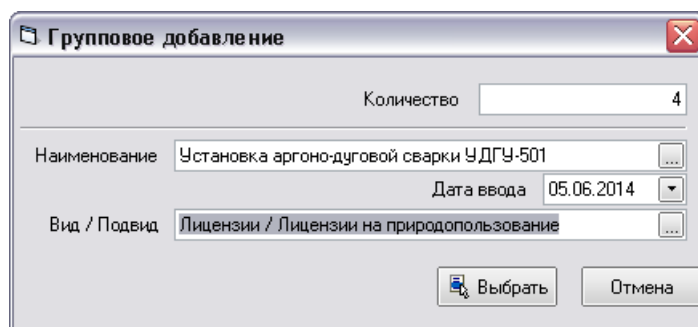 Групповое добавление
Количество 4
Наименование Установка аргоно-дуговой сварки УДГУ-501 ...
Дата ввода 05.06.2014
Вид / Подвид Лицензии / Лицензии на природопользование ...
Выбрать Отмена